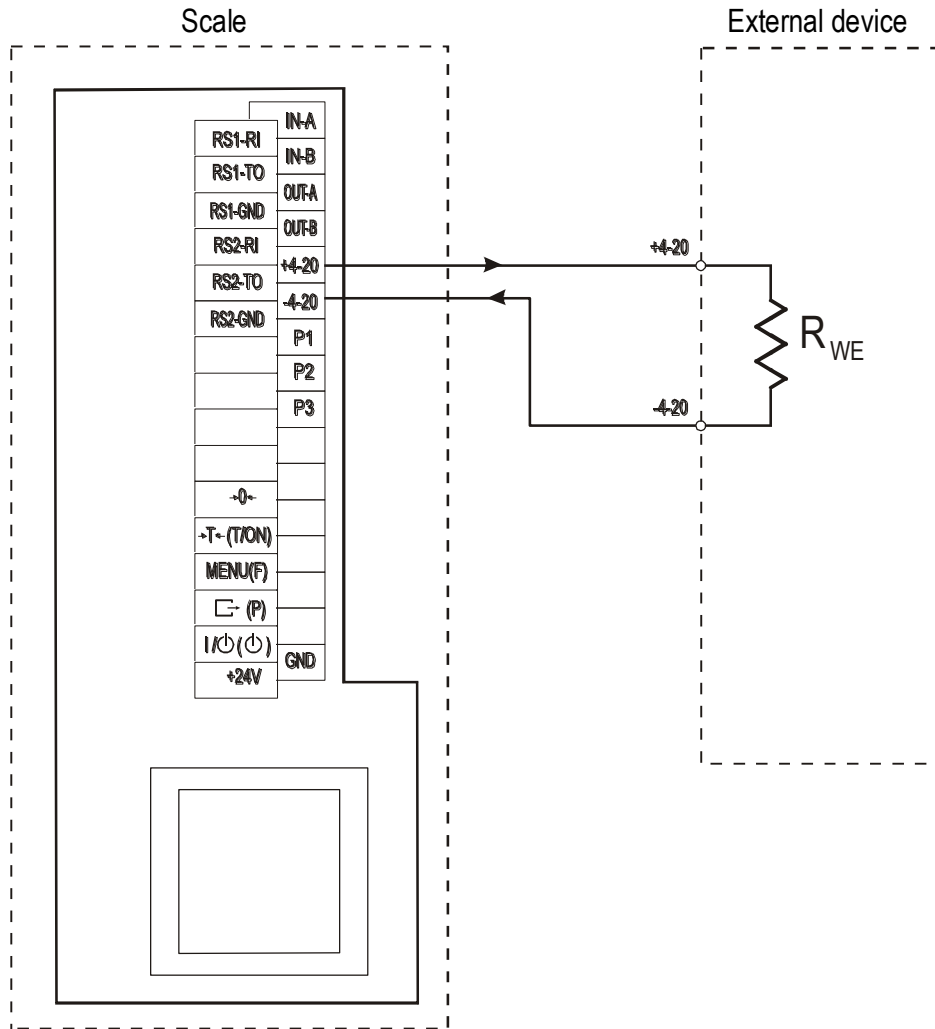 Scale
External device
IN-A
RS1-RI
IN-B
RS1-TO
OUT-A
RS1-GND
OUT-B
RS2-RI
+4-20
+4-20
RS2-TO
-4-20
RS2-GND
P1
R WE
P2
P3
-4-20
→0←
→T←(T/ON)
MENU(F)
(P)
I/⏻(⏻)
GND
+24V